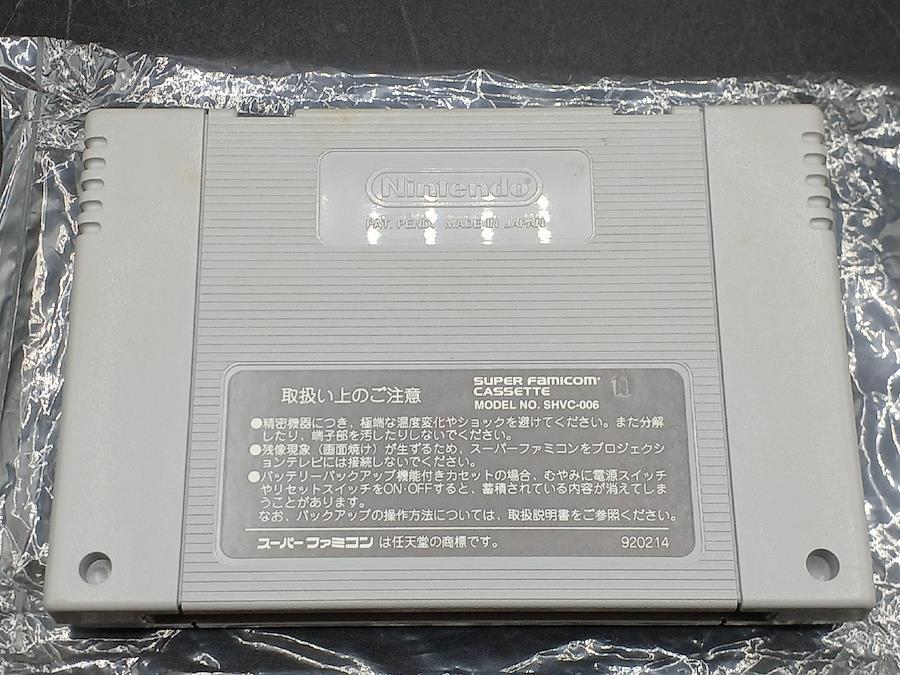 Nintendo®
PAT. PEND. MADE IN JAPAN
取扱い上のご注意
SUPER FAMICOM®
CASSETTE
MODEL NO. SHVC-006
●精密機器につき、極端な温度変化やショックを避けてください。また分解
したり、端子部を汚したりしないでください。
●残像現象（画面焼け）が生ずるため、スーパーファミコンをプロジェクシ
ョンテレビには接続しないでください。
●バッテリーバックアップ機能付きカセットの場合、むやみに電源スイッチ
やリセットスイッチをON・OFFすると、蓄積されている内容が消えてしま
うことがあります。
なお、バックアップの操作方法については、取扱説明書をご参照ください。
スーパーファミコン は任天堂の商標です。
920214